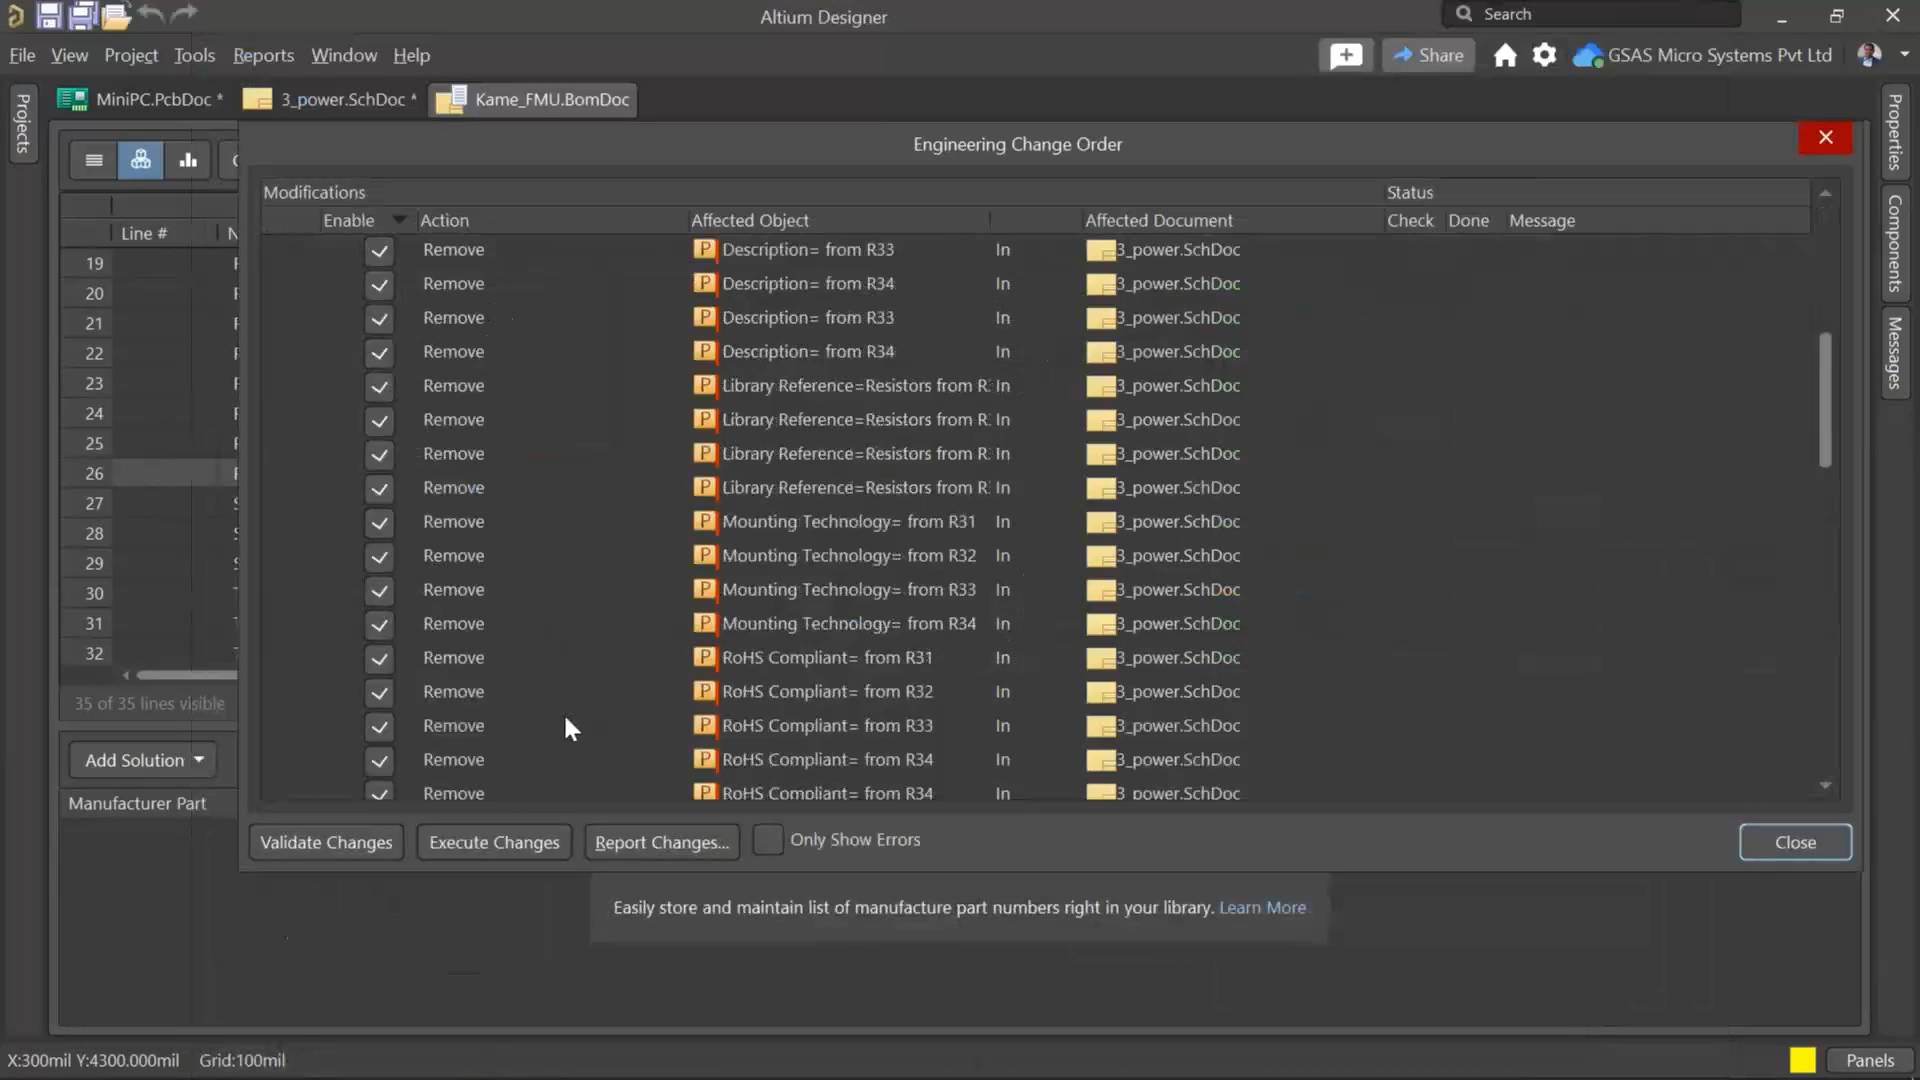 Altium Designer
Search
File View Project Tools Reports Window Help
Share
GSAS Micro Systems Pvt Ltd
Projects
MiniPC.PcbDoc *
3_power.SchDoc *
Kame_FMU.BomDoc
Properties
Components
Messages
Engineering Change Order
Modifications Status
Enable Action Affected Object Affected Document Check Done Message
Line #
Remove Description= from R33 In 3_power.SchDoc
Remove Description= from R34 In 3_power.SchDoc
Remove Description= from R33 In 3_power.SchDoc
Remove Description= from R34 In 3_power.SchDoc
Remove Library Reference=Resistors from R: In 3_power.SchDoc
Remove Library Reference=Resistors from R: In 3_power.SchDoc
Remove Library Reference=Resistors from R: In 3_power.SchDoc
Remove Library Reference=Resistors from R: In 3_power.SchDoc
Remove Mounting Technology= from R31 In 3_power.SchDoc
Remove Mounting Technology= from R32 In 3_power.SchDoc
Remove Mounting Technology= from R33 In 3_power.SchDoc
Remove Mounting Technology= from R34 In 3_power.SchDoc
Remove RoHS Compliant= from R31 In 3_power.SchDoc
Remove RoHS Compliant= from R32 In 3_power.SchDoc
Remove RoHS Compliant= from R33 In 3_power.SchDoc
Remove RoHS Compliant= from R34 In 3_power.SchDoc
Remove RoHS Compliant= from R34 In 3_power.SchDoc
19
20
21
22
23
24
25
26
27
28
29
30
31
32
35 of 35 lines visible
Add Solution
Manufacturer Part
Validate Changes
Execute Changes
Report Changes...
Only Show Errors
Close
Easily store and maintain list of manufacture part numbers right in your library. Learn More
X:300mil Y:4300.000mil Grid:100mil
Panels